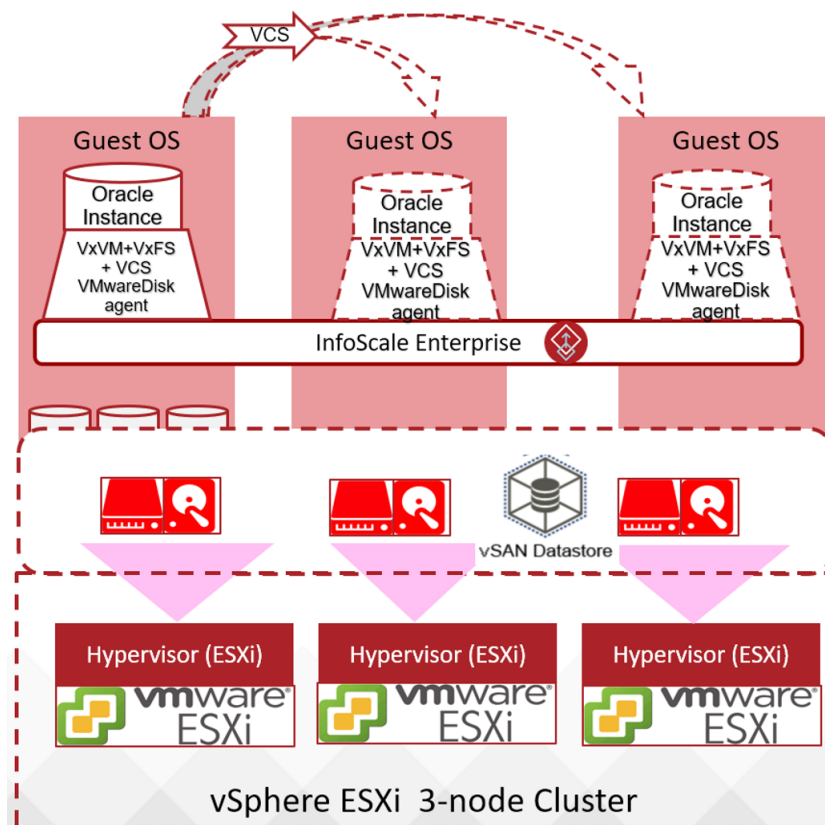 VCS
Guest OS
Guest OS
Guest OS
Oracle
Instance
VxVM+VxFS
+ VCS
VMwareDisk
agent
Oracle
Instance
VxVM+VxFS
+ VCS
VMwareDisk
agent
Oracle
Instance
VxVM+VxFS
+ VCS
VMwareDisk
agent
InfoScale Enterprise
vSAN Datastore
Hypervisor (ESXi)
Hypervisor (ESXi)
Hypervisor (ESXi)
vmware®
ESXi
vmware®
ESXi
vmware®
ESXi
vSphere ESXi 3-node Cluster